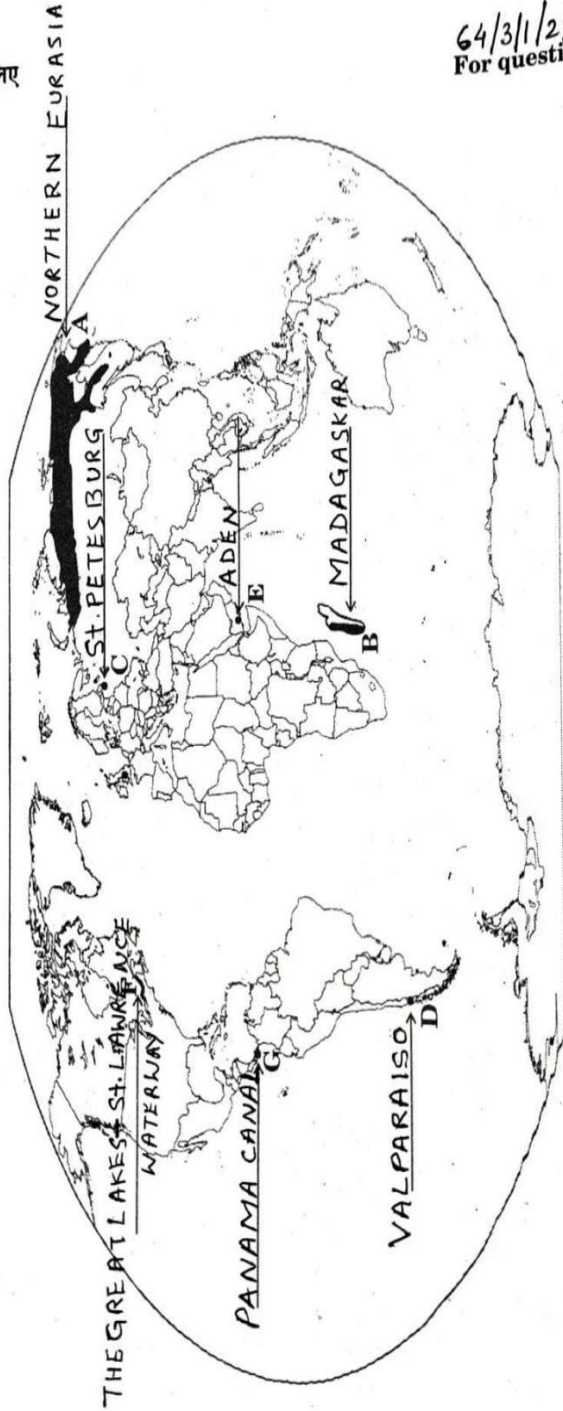 64/3/1/2
For questi
NORTHERN EURASIA
A
St. PETESBURG
C
ADEN
E
MADAGASKAR
B
THE GREAT LAKES St. LAWRENCE
WATERWAY
F
PANAMA CANAL
G
VALPARAISO
D